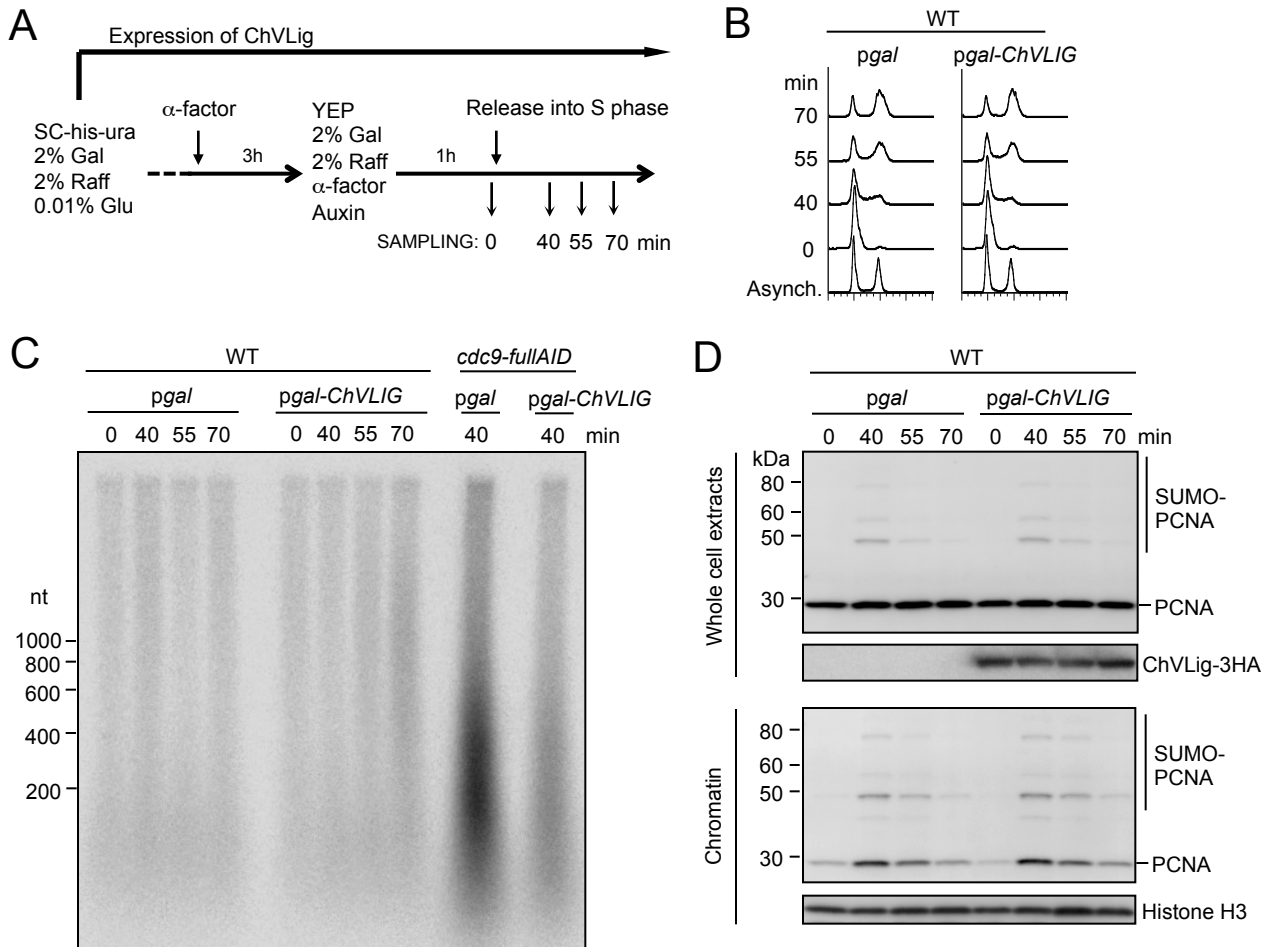 A
Expression of ChVLig
SC-his-ura
2% Gal
2% Raff
0.01% Glu
α-factor
3h
YEP
2% Gal
2% Raff
α-factor
Auxin
1h
Release into S phase
SAMPLING: 0 40 55 70 min
B
WT
pgal pgal-ChVLIG
min
70
55
40
0
Asynch.
C
WT cdc9-fullAID
pgal pgal-ChVLIG pgal pgal-ChVLIG
0 40 55 70 0 40 55 70 40 40 min
nt
1000
800
600
400
200
D
WT
pgal pgal-ChVLIG
0 40 55 70 0 40 55 70 min
Whole cell extracts
kDa
80
60
50
30
SUMO-
PCNA
PCNA
ChVLig-3HA
Chromatin
80
60
50
30
SUMO-
PCNA
PCNA
Histone H3